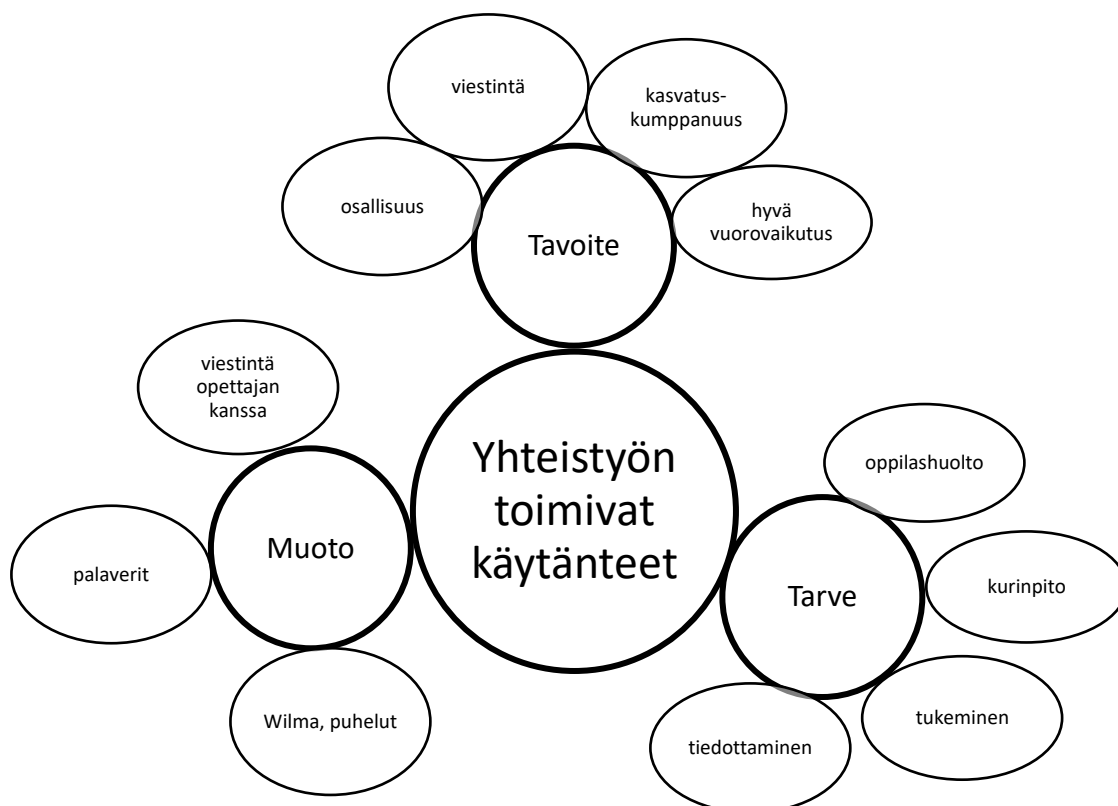 viestintä
kasvatus-
kumppanuus
osallisuus
hyvä
vuorovaikutus
Tavoite
viestintä
opettajan
kanssa
palaverit
Muoto
Wilma, puhelut
Yhteistyön
toimivat
käytänteet
oppilashuolto
kurinpito
Tarve
tukeminen
tiedottaminen